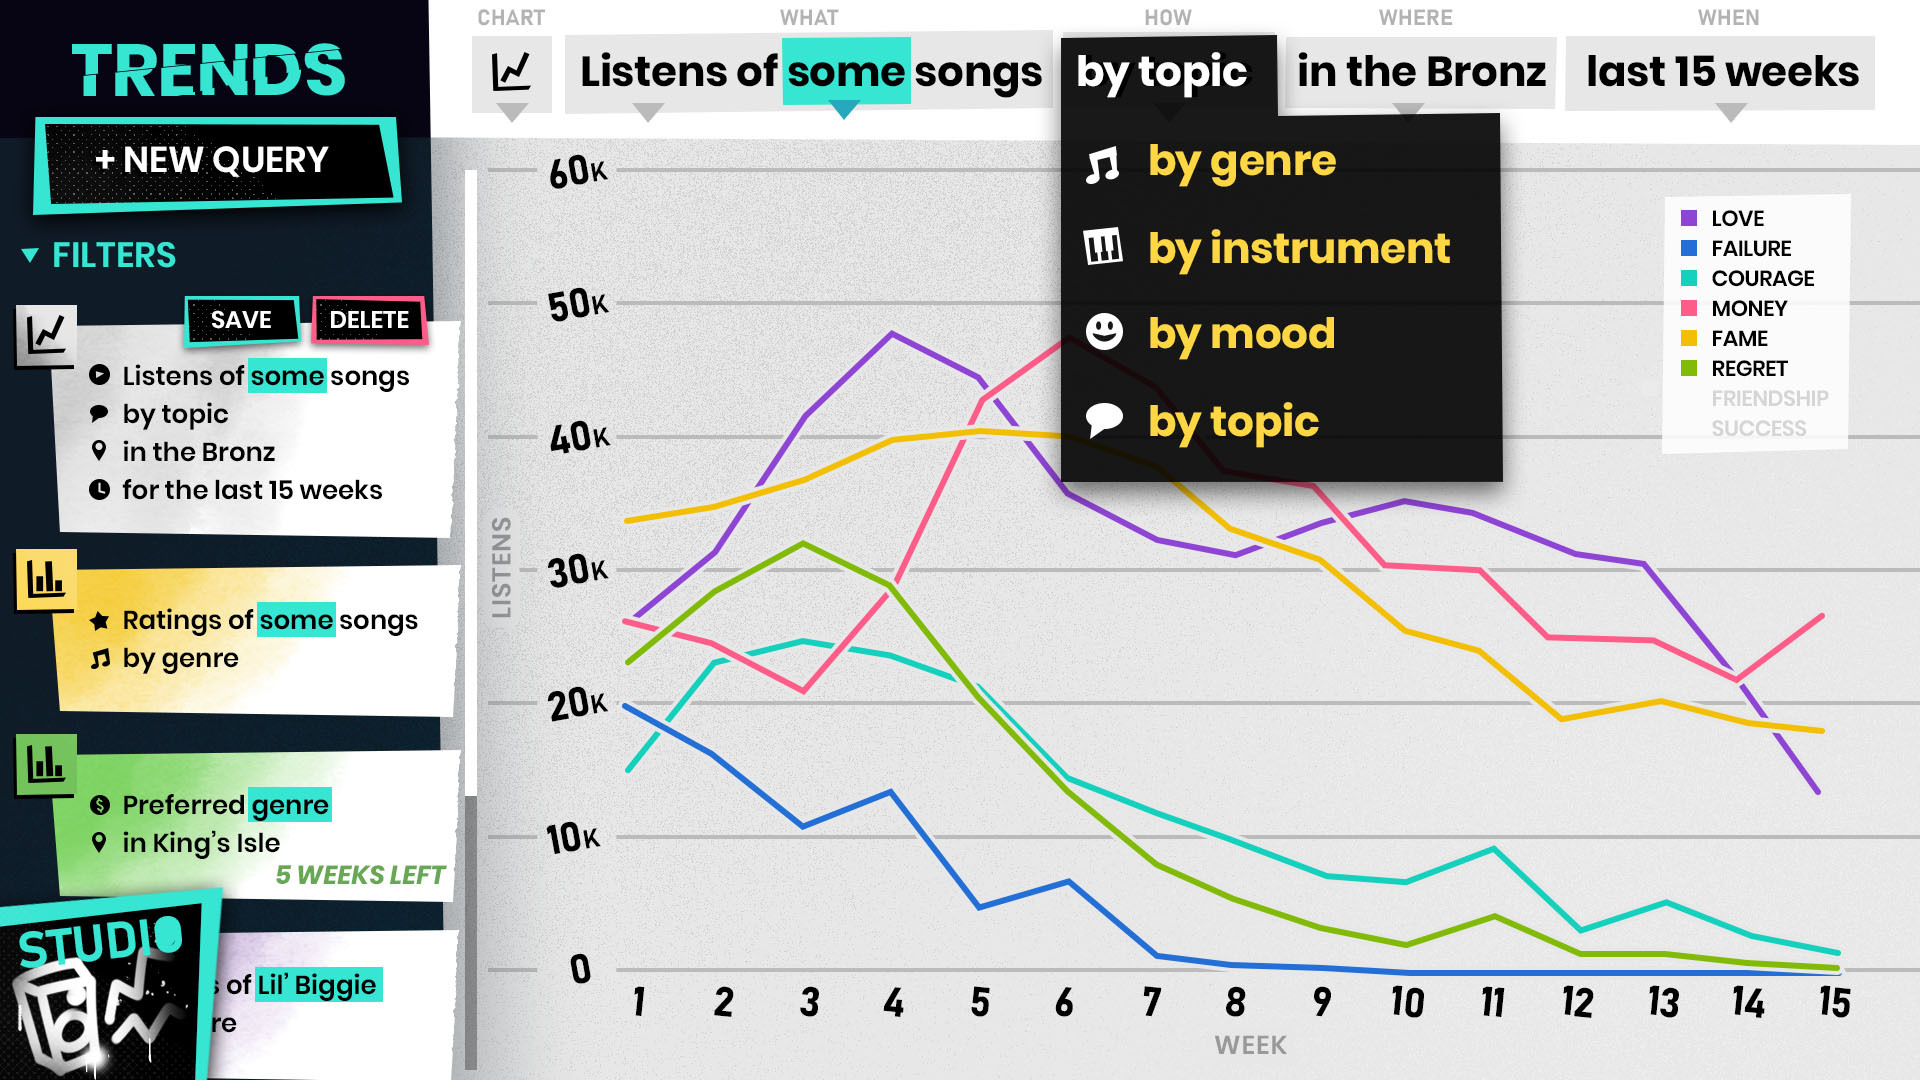 TRENDS
+ NEW QUERY
FILTERS
SAVE DELETE
Listens of some songs
by topic
in the Bronz
for the last 15 weeks
Ratings of some songs
by genre
Preferred genre
in King's Isle
5 WEEKS LEFT
STUDIO
s of Lil' Biggie
re
CHART WHAT HOW WHERE WHEN
Listens of some songs by topic in the Bronz last 15 weeks
by genre
by instrument
by mood
by topic
LOVE
FAILURE
COURAGE
MONEY
FAME
REGRET
FRIENDSHIP
SUCCESS
LISTENS
60K
50K
40K
30K
20K
10K
0
1 2 3 4 5 6 7 8 9 10 11 12 13 14 15
WEEK